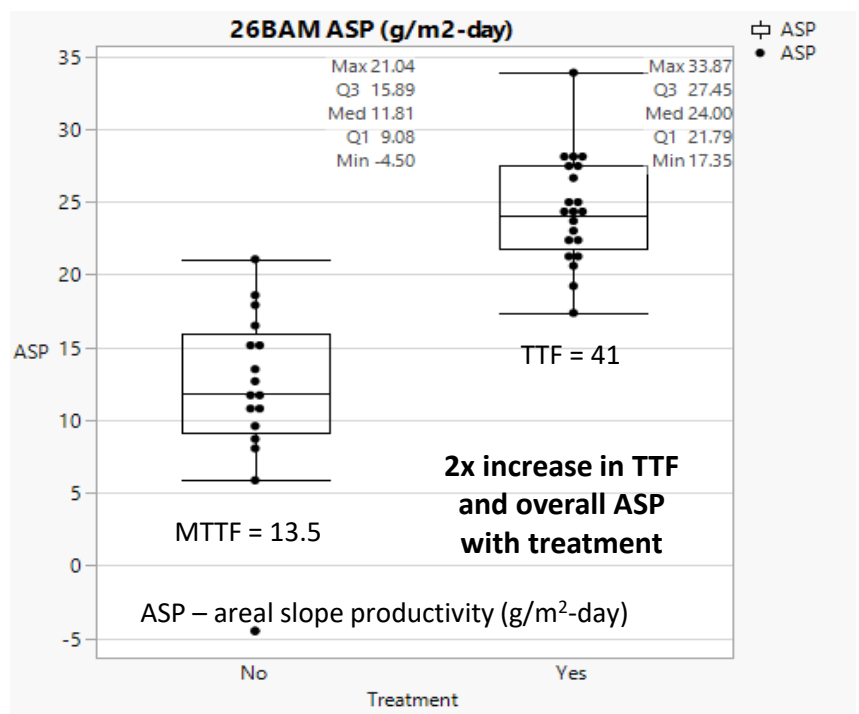 26BAM ASP (g/m2-day)
ASP
ASP
35
30
25
20
15
10
5
0
-5
ASP
Max 21.04
Q3 15.89
Med 11.81
Q1 9.08
Min -4.50
Max 33.87
Q3 27.45
Med 24.00
Q1 21.79
Min 17.35
TTF = 41
MTTF = 13.5
2x increase in TTF
and overall ASP
with treatment
ASP – areal slope productivity (g/m²-day)
No
Yes
Treatment